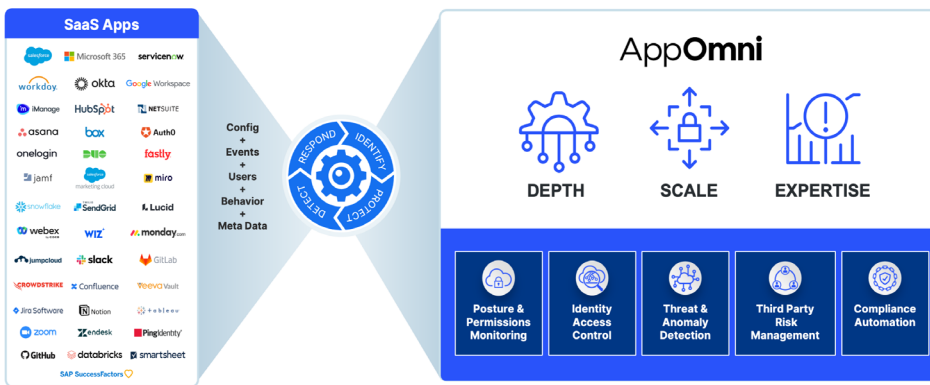 SaaS Apps
salesforce
Microsoft 365
servicenow
workday
okta
Google Workspace
iManage
HubSpot
NETSUITE
asana
box
Auth0
onelogin
DUO
fastly
jamf
salesforce
marketing cloud
miro
snowflake
SendGrid
Lucid
webex
WIZ
monday.com
jumpcloud
slack
GitLab
CROWDSTRIKE
Confluence
Veeva Vault
Jira Software
Notion
+ableau
zoom
zendesk
PingIdentity
GitHub
databricks
smartsheet
SAP SuccessFactors
Config
+
Events
+
Users
+
Behavior
+
Meta Data
RESPOND
IDENTIFY
DETECT
PROTECT
AppOmni
DEPTH
SCALE
EXPERTISE
Posture &
Permissions
Monitoring
Identity
Access
Control
Threat &
Anomaly
Detection
Third Party
Risk
Management
Compliance
Automation